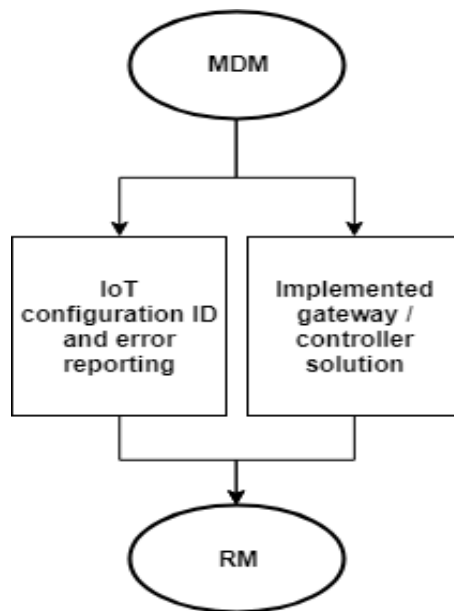 MDM
IoT
configuration ID
and error
reporting
Implemented
gateway /
controller
solution
RM